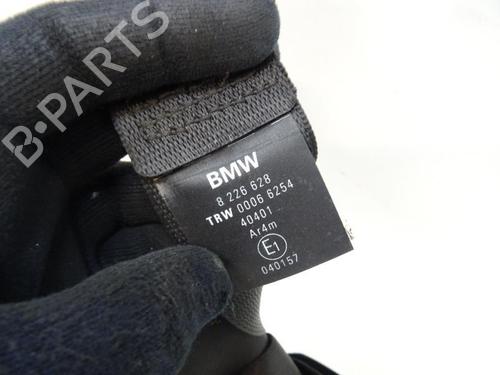 B-PARTS
BMW
8 226 628
TRW 0006 6254
40401
Ar4m
E1
040157